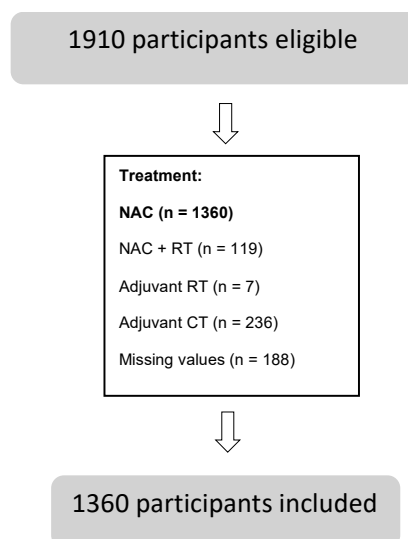 1910 participants eligible
Treatment:
NAC (n = 1360)
NAC + RT (n = 119)
Adjuvant RT (n = 7)
Adjuvant CT (n = 236)
Missing values (n = 188)
1360 participants included